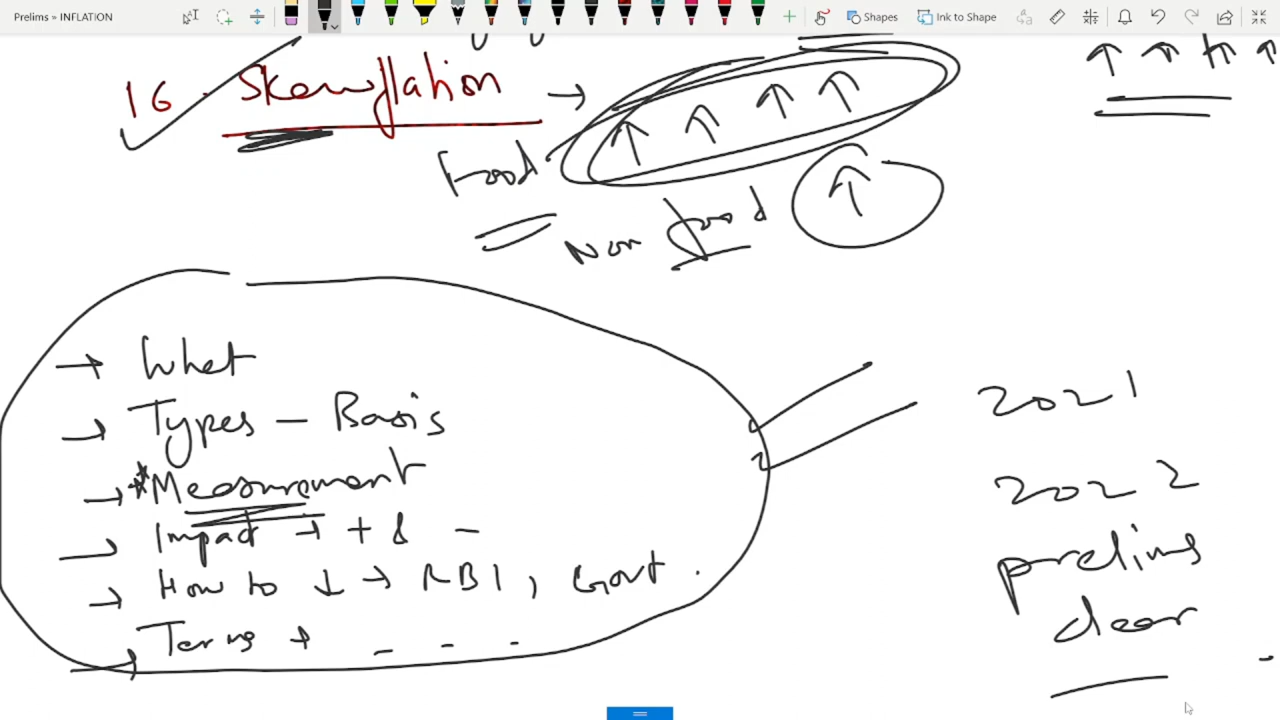 Prelims » INFLATION
Shapes
Ink to Shape
16. Skewflation →
↑ ↑ ↑ ↑
↑ ↑ ↑ ↑
Food
Non food ↑
→ What
→ Types - Basis
→ ** Measurement
→ Impact → + & -
→ How to ↓ → RBI, Govt.
→ Terms + - - -
2021
2022
prelims
clear